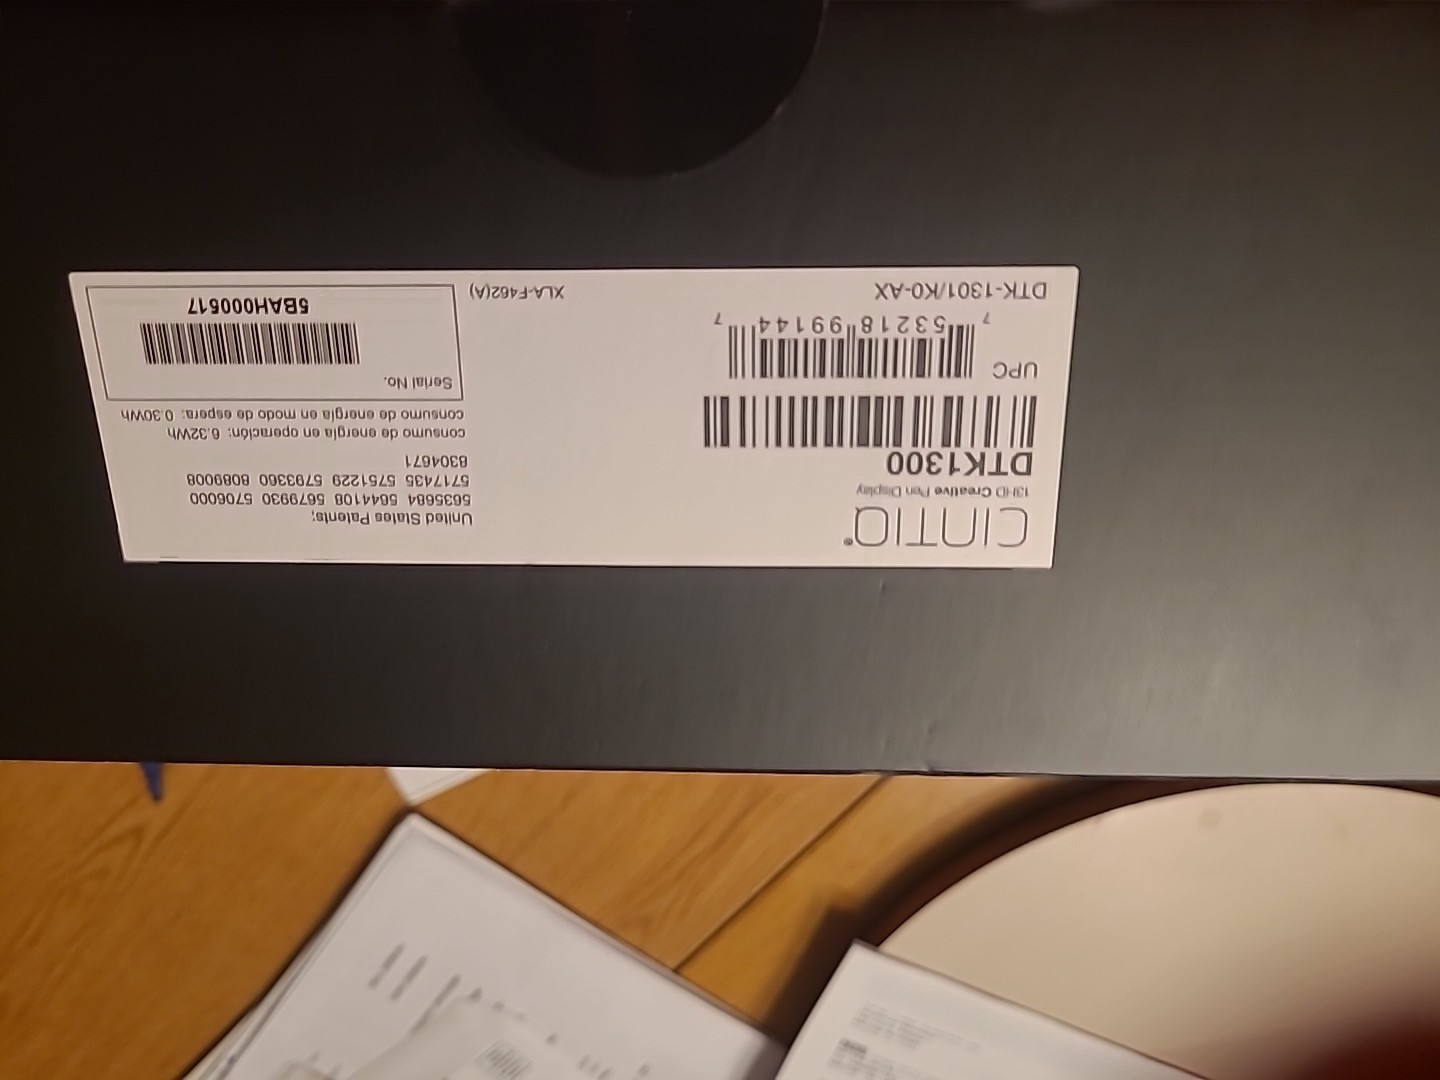 CINTIQ®
13HD Creative Pen Display
DTK1300
UPC
7 53218 99144 7
DTK-1301/K0-AX
XLA-F462(A)
United States Patents;
5635684 5644108 5679930 5706000
5717435 5751229 5793360 8089008
8304671
consumo de energía en operación: 6.32Wh
consumo de energía en modo de espera: 0.30Wh
Serial No.
5BAH000517